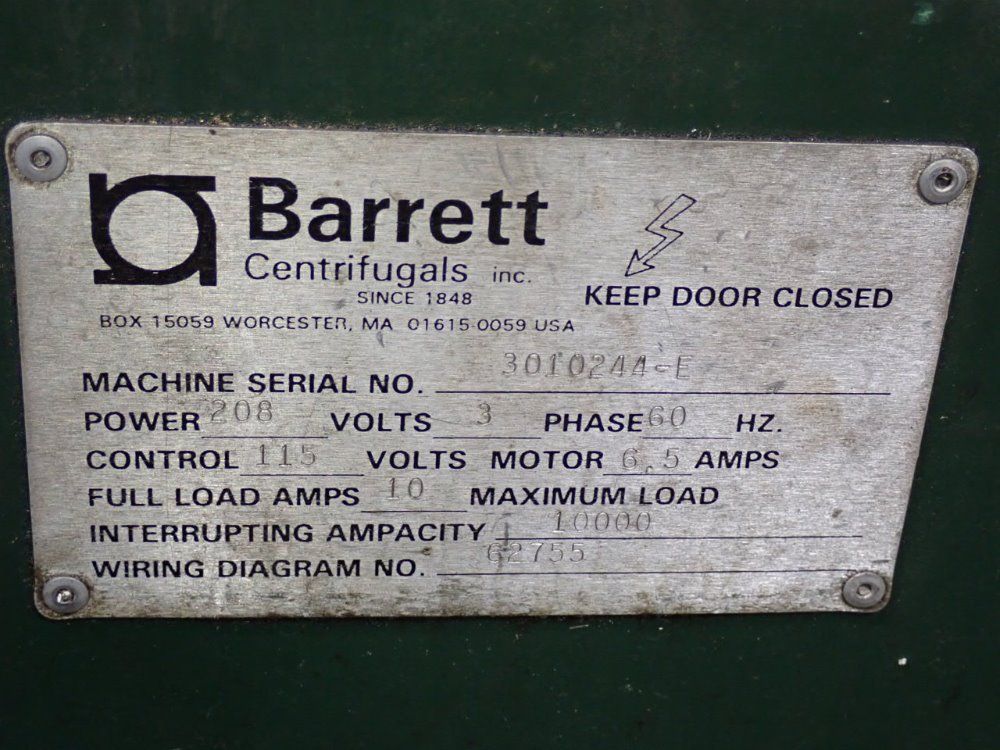 Barrett
Centrifugals inc.
SINCE 1848
BOX 15059 WORCESTER, MA 01615-0059 USA
KEEP DOOR CLOSED
MACHINE SERIAL NO. 3010244-E
POWER 208 VOLTS 3 PHASE 60 HZ.
CONTROL 115 VOLTS MOTOR 6.5 AMPS
FULL LOAD AMPS 10 MAXIMUM LOAD
INTERRUPTING AMPACITY 10000
WIRING DIAGRAM NO. 62755